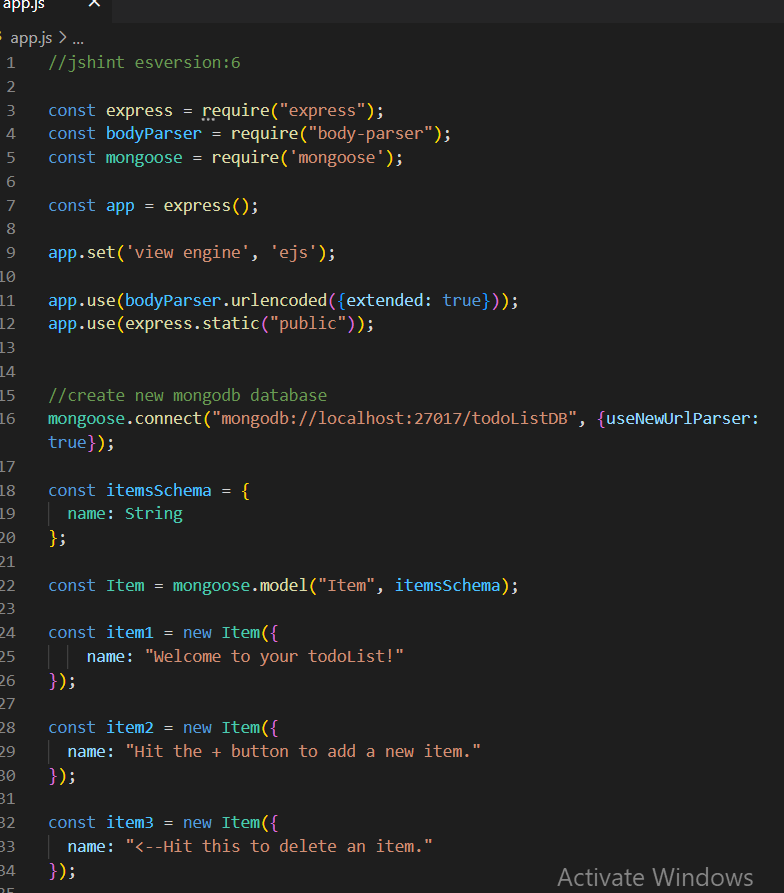 app.js ×
app.js > ...
1 //jshint esversion:6
2
3 const express = require("express");
4 const bodyParser = require("body-parser");
5 const mongoose = require('mongoose');
6
7 const app = express();
8
9 app.set('view engine', 'ejs');
10
11 app.use(bodyParser.urlencoded({extended: true}));
12 app.use(express.static("public"));
13
14
15 //create new mongodb database
16 mongoose.connect("mongodb://localhost:27017/todoListDB", {useNewUrlParser:
true});
17
18 const itemsSchema = {
19   name: String
20 };
21
22 const Item = mongoose.model("Item", itemsSchema);
23
24 const item1 = new Item({
25     name: "Welcome to your todoList!"
26 });
27
28 const item2 = new Item({
29   name: "Hit the + button to add a new item."
30 });
31
32 const item3 = new Item({
33   name: "<--Hit this to delete an item."
34 });
35
Activate Windows